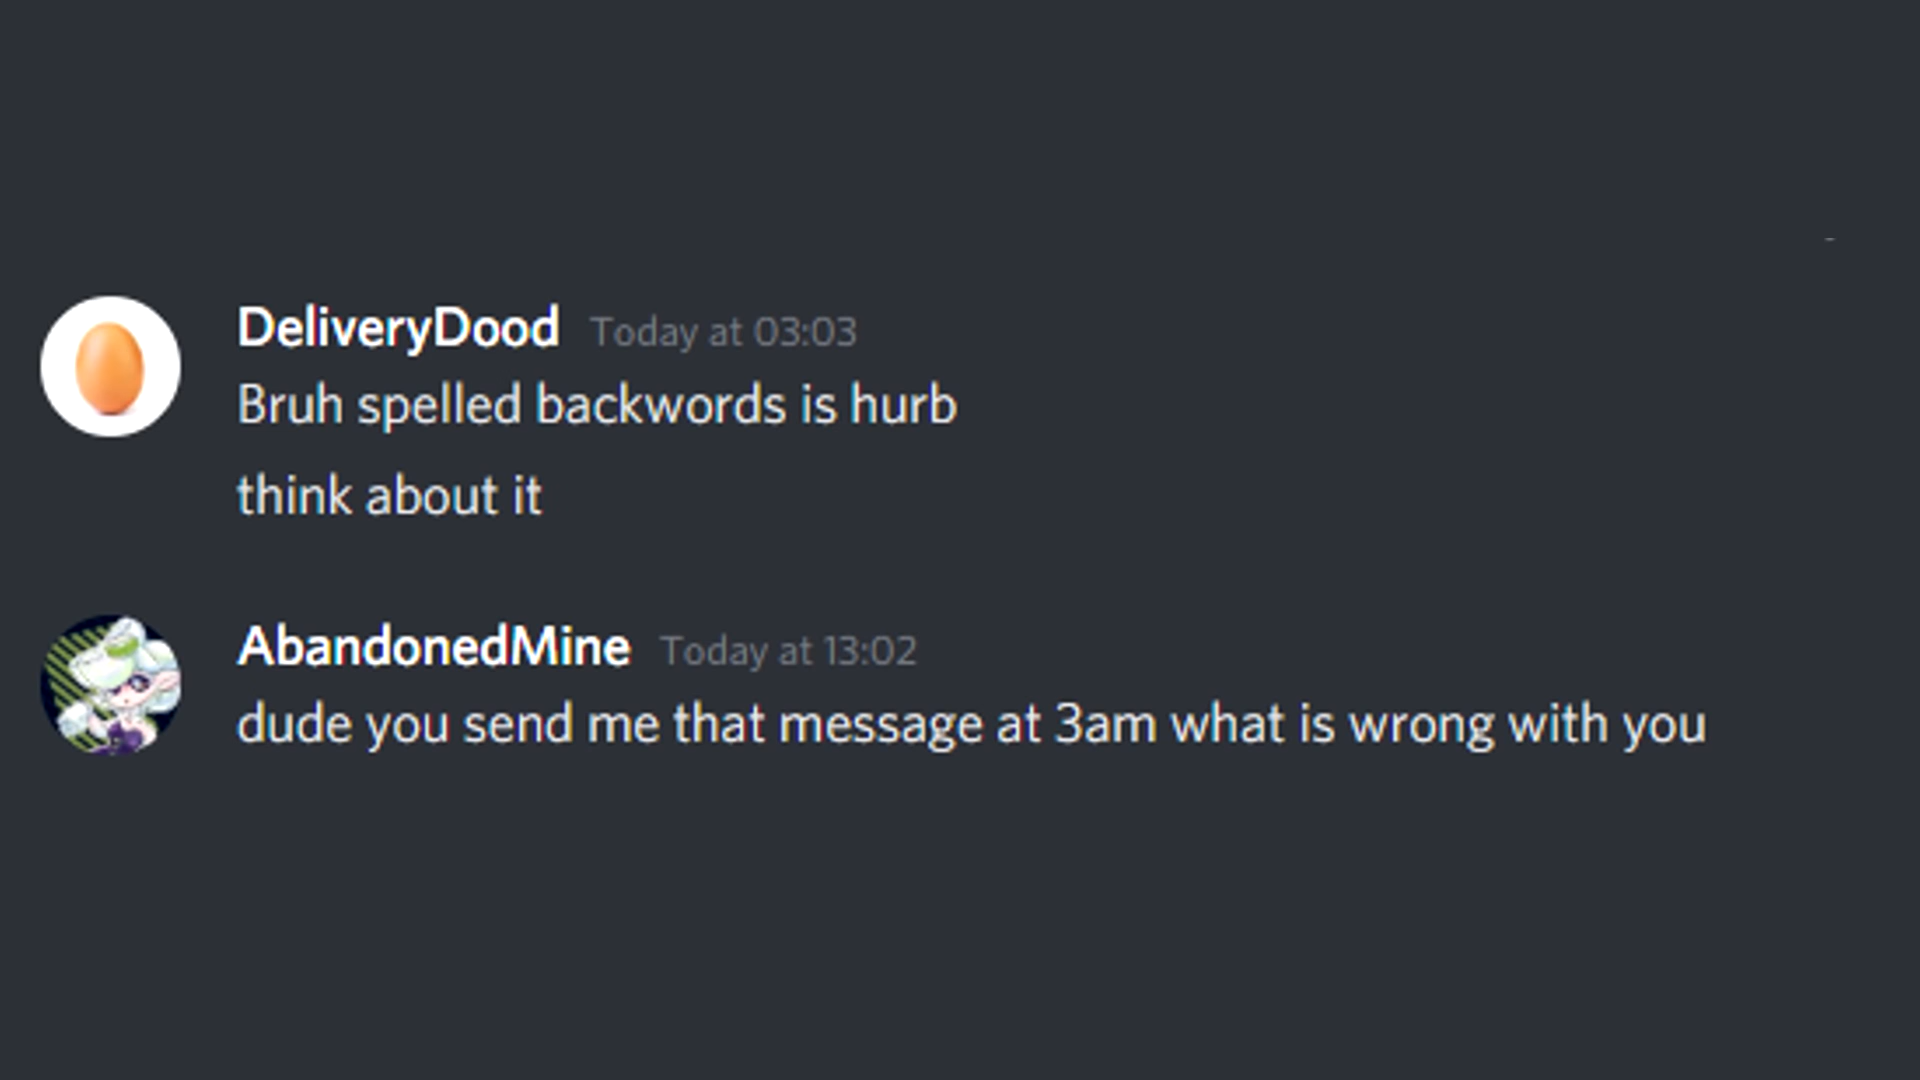 DeliveryDood Today at 03:03
Bruh spelled backwords is hurb
think about it
AbandonedMine Today at 13:02
dude you send me that message at 3am what is wrong with you